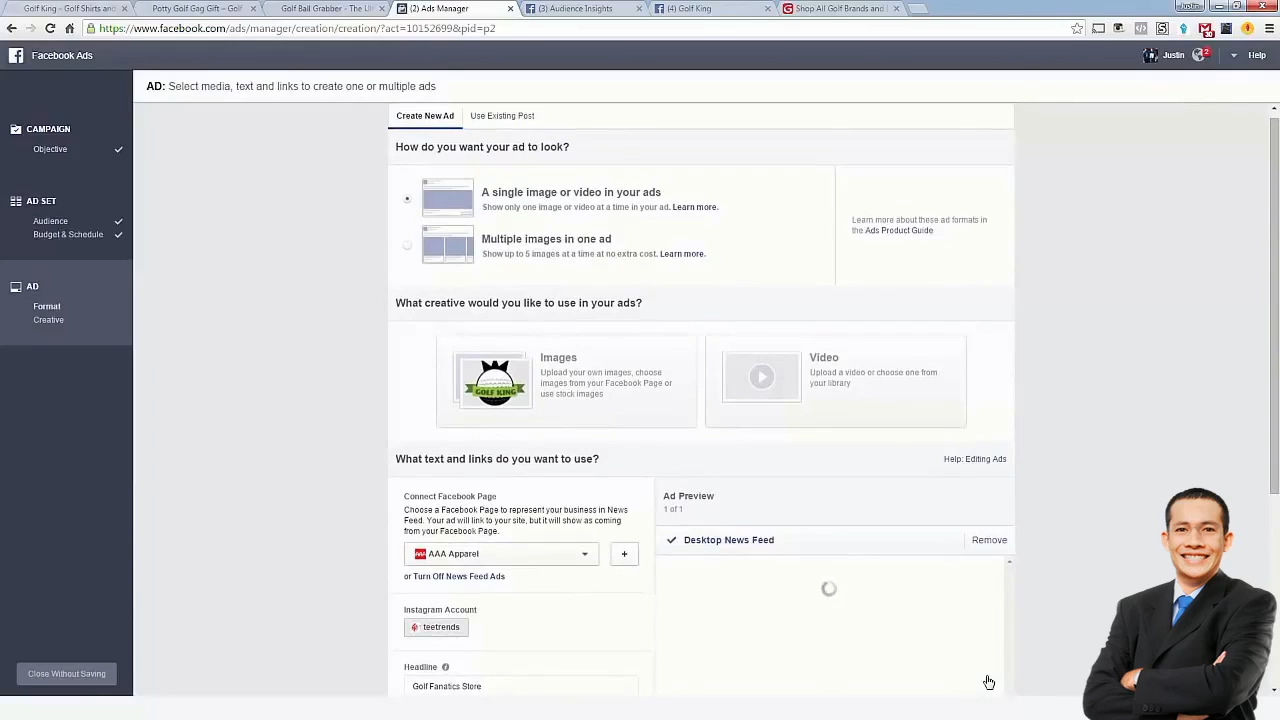 Golf King - Golf Shirts and
Potty Golf Gag Gift - Golf
Golf Ball Grabber - The Ul
(2) Ads Manager
(3) Audience Insights
(4) Golf King
Shop All Golf Brands and
Justin
https://www.facebook.com/ads/manager/creation/creation/?act=10152699&pid=p2
30
Facebook Ads
Justin
2
Help
AD: Select media, text and links to create one or multiple ads
CAMPAIGN
Objective
AD SET
Audience
Budget & Schedule
AD
Format
Creative
Close Without Saving
Create New Ad
Use Existing Post
How do you want your ad to look?
A single image or video in your ads
Show only one image or video at a time in your ad. Learn more.
Multiple images in one ad
Show up to 5 images at a time at no extra cost. Learn more.
Learn more about these ad formats in
the Ads Product Guide
What creative would you like to use in your ads?
GOLF KING
Images
Upload your own images, choose
images from your Facebook Page or
use stock images
Video
Upload a video or choose one from
your library
What text and links do you want to use?
Help: Editing Ads
Connect Facebook Page
Choose a Facebook Page to represent your business in News
Feed. Your ad will link to your site, but it will show as coming
from your Facebook Page.
AAA AAA Apparel
+
or Turn Off News Feed Ads
Instagram Account
teetrends
Headline
Golf Fanatics Store
Ad Preview
1 of 1
Desktop News Feed
Remove